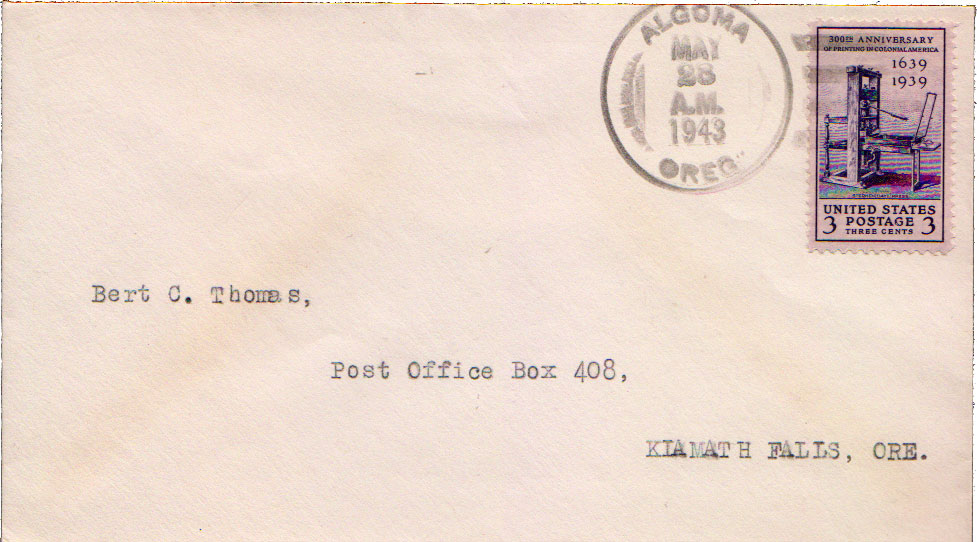 ALGOMA
MAY
28
A.M.
1943
OREG
300TH ANNIVERSARY
OF PRINTING IN COLONIAL AMERICA
1639
1939
UNITED STATES
3 POSTAGE 3
THREE CENTS
Bert C. Thomas,
Post Office Box 408,
KIAMATH FALLS, ORE.